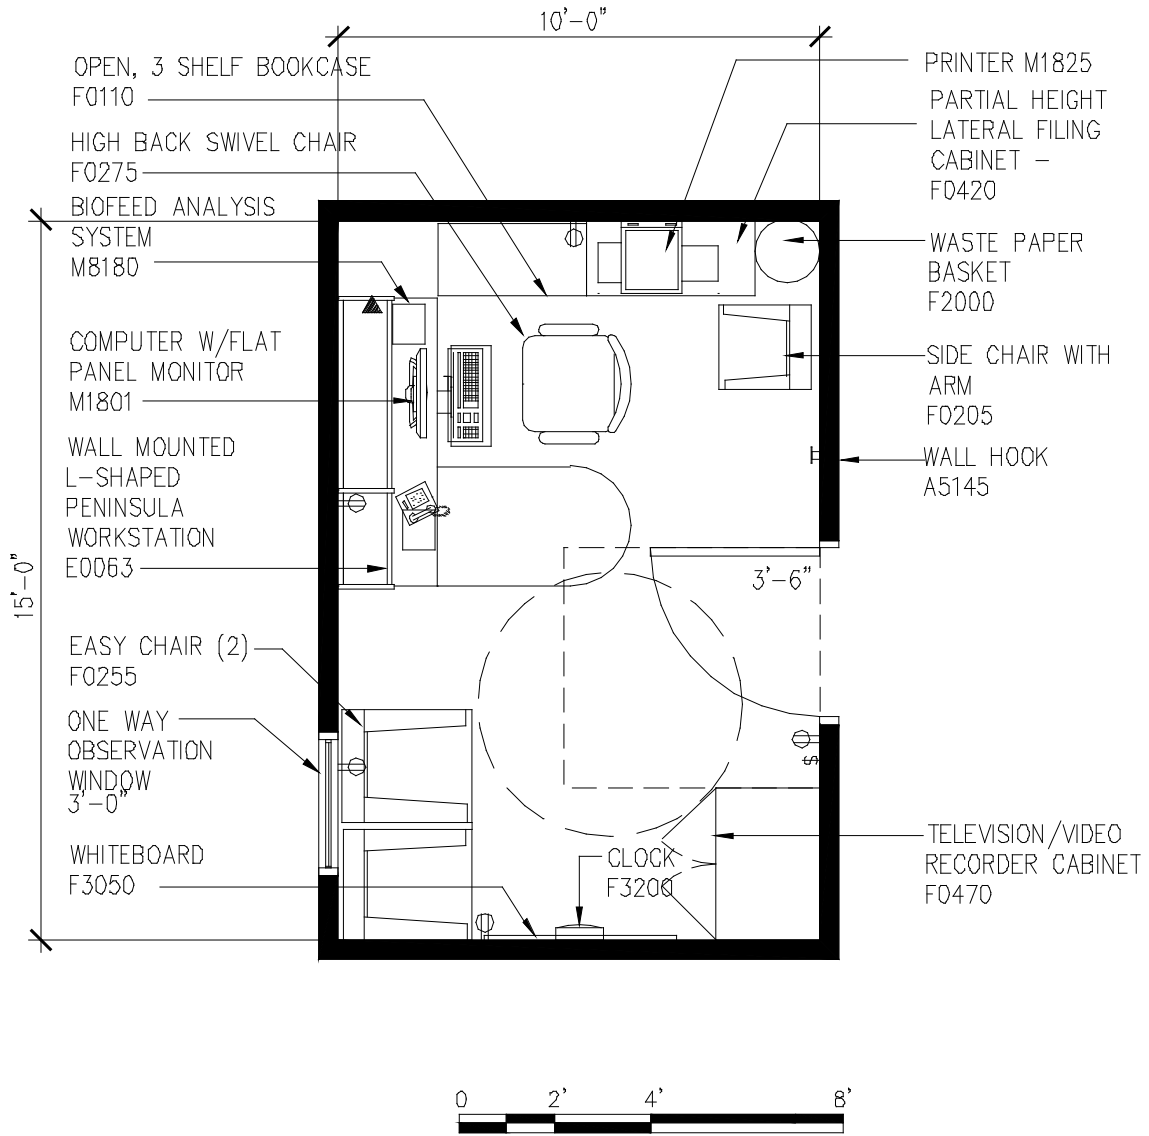 10'-0"
OPEN, 3 SHELF BOOKCASE
F0110
HIGH BACK SWIVEL CHAIR
F0275
BIOFEED ANALYSIS
SYSTEM
M8180
COMPUTER W/FLAT
PANEL MONITOR
M1801
WALL MOUNTED
L-SHAPED
PENINSULA
WORKSTATION
E0063
15'-0"
EASY CHAIR (2)
F0255
ONE WAY
OBSERVATION
WINDOW
3'-0"
WHITEBOARD
F3050
PRINTER M1825
PARTIAL HEIGHT
LATERAL FILING
CABINET -
F0420
WASTE PAPER
BASKET
F2000
SIDE CHAIR WITH
ARM
F0205
WALL HOOK
A5145
3'-6"
$
CLOCK
F3200
TELEVISION/VIDEO
RECORDER CABINET
F0470
0 2' 4' 8'